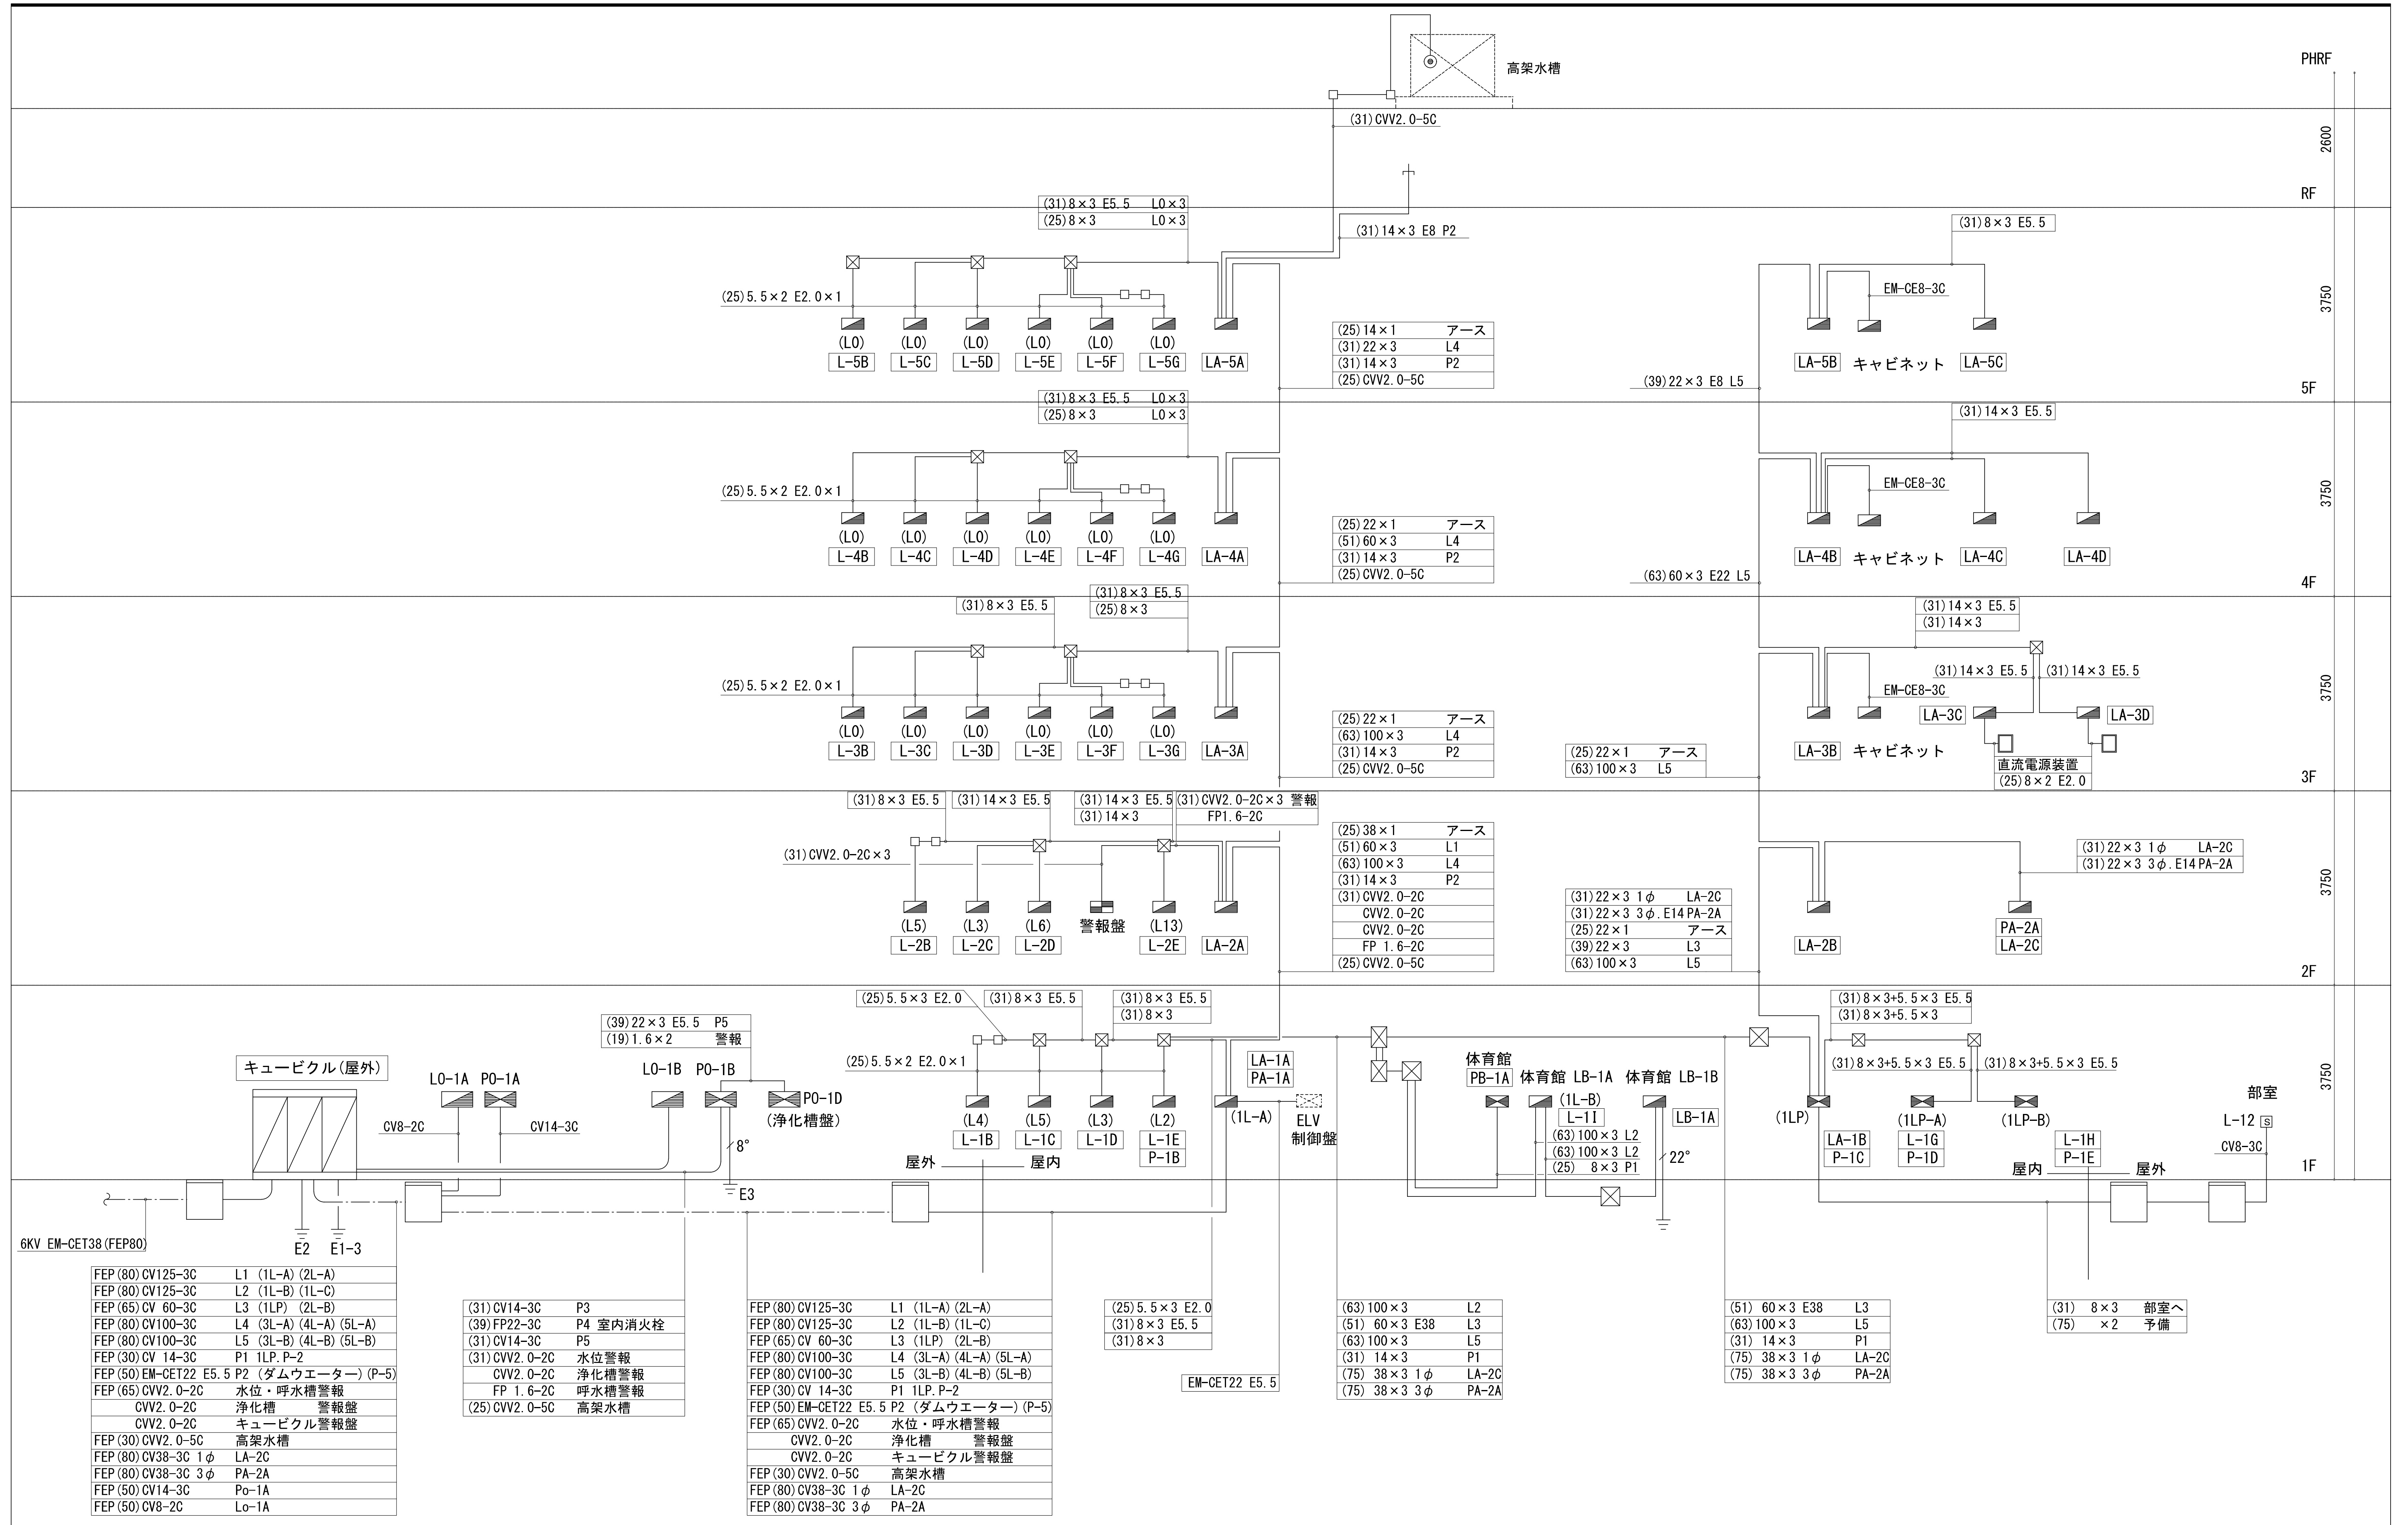 高架水槽
PHRF
(31)CVV2.0-5C
2600
RF
(31)8×3 E5.5 L0×3
(25)8×3 L0×3
(31)14×3 E8 P2
(31)8×3 E5.5
(25)5.5×2 E2.0×1
EM-CE8-3C
3750
(L0) (L0) (L0) (L0) (L0) (L0)
L-5B L-5C L-5D L-5E L-5F L-5G LA-5A
(25)14×1 アース
(31)22×3 L4
(31)14×3 P2
(25)CVV2.0-5C
LA-5B キャビネット LA-5C
(39)22×3 E8 L5
5F
(31)8×3 E5.5 L0×3
(25)8×3 L0×3
(31)14×3 E5.5
(25)5.5×2 E2.0×1
EM-CE8-3C
3750
(L0) (L0) (L0) (L0) (L0) (L0)
L-4B L-4C L-4D L-4E L-4F L-4G LA-4A
(25)22×1 アース
(51)60×3 L4
(31)14×3 P2
(25)CVV2.0-5C
LA-4B キャビネット LA-4C LA-4D
(63)60×3 E22 L5
4F
(31)8×3 E5.5
(31)8×3 E5.5
(25)8×3
(31)14×3 E5.5
(31)14×3
(25)5.5×2 E2.0×1
(31)14×3 E5.5 (31)14×3 E5.5
EM-CE8-3C
3750
(L0) (L0) (L0) (L0) (L0) (L0)
L-3B L-3C L-3D L-3E L-3F L-3G LA-3A
(25)22×1 アース
(63)100×3 L4
(31)14×3 P2
(25)CVV2.0-5C
(25)22×1 アース
(63)100×3 L5
LA-3B キャビネット
LA-3C LA-3D
直流電源装置
(25)8×2 E2.0
3F
(31)8×3 E5.5 (31)14×3 E5.5
(31)14×3 E5.5
(31)14×3
(31)CVV2.0-2C×3 警報
FP1.6-2C
(31)CVV2.0-2C×3
(L5) (L3) (L6) 警報盤 (L13)
L-2B L-2C L-2D L-2E LA-2A
(25)38×1 アース
(51)60×3 L1
(63)100×3 L4
(31)14×3 P2
(31)CVV2.0-2C
CVV2.0-2C
CVV2.0-2C
FP 1.6-2C
(25)CVV2.0-5C
(31)22×3 1φ LA-2C
(31)22×3 3φ.E14PA-2A
(25)22×1 アース
(39)22×3 L3
(63)100×3 L5
LA-2B
(31)22×3 1φ LA-2C
(31)22×3 3φ.E14PA-2A
PA-2A
LA-2C
3750
2F
(39)22×3 E5.5 P5
(19)1.6×2 警報
(25)5.5×3 E2.0 (31)8×3 E5.5
(31)8×3 E5.5
(31)8×3
(31)8×3+5.5×3 E5.5
(31)8×3+5.5×3
キュービクル(屋外)
LO-1A PO-1A
CV8-2C CV14-3C
LO-1B PO-1B
PO-1D
(浄化槽盤)
8°
(25)5.5×2 E2.0×1
(L4) (L5) (L3) (L2)
L-1B L-1C L-1D L-1E
P-1B
屋外 屋内
LA-1A
PA-1A
(1L-A)
ELV
制御盤
体育館
PB-1A
体育館 LB-1A 体育館 LB-1B
(1L-B)
L-1I
LB-1A
(63)100×3 L2
(63)100×3 L2
(25) 8×3 P1
22°
(31)8×3+5.5×3 E5.5 (31)8×3+5.5×3 E5.5
(1LP) (1LP-A) (1LP-B)
LA-1B
P-1C
L-1G
P-1D
L-1H
P-1E
屋内 屋外
部室
L-12 S
CV8-3C
3750
1F
E3
E2 E1-3
6KV EM-CET38(FEP80)
FEP(80)CV125-3C L1 (1L-A)(2L-A)
FEP(80)CV125-3C L2 (1L-B)(1L-C)
FEP(65)CV 60-3C L3 (1LP) (2L-B)
FEP(80)CV100-3C L4 (3L-A)(4L-A)(5L-A)
FEP(80)CV100-3C L5 (3L-B)(4L-B)(5L-B)
FEP(30)CV 14-3C P1 1LP.P-2
FEP(50)EM-CET22 E5.5 P2 (ダムウエーター)(P-5)
FEP(65)CVV2.0-2C 水位・呼水槽警報
CVV2.0-2C 浄化槽 警報盤
CVV2.0-2C キュービクル警報盤
FEP(30)CVV2.0-5C 高架水槽
FEP(80)CV38-3C 1φ LA-2C
FEP(80)CV38-3C 3φ PA-2A
FEP(50)CV14-3C Po-1A
FEP(50)CV8-2C Lo-1A
(31)CV14-3C P3
(39)FP22-3C P4 室内消火栓
(31)CV14-3C P5
(31)CVV2.0-2C 水位警報
CVV2.0-2C 浄化槽警報
FP 1.6-2C 呼水槽警報
(25)CVV2.0-5C 高架水槽
FEP(80)CV125-3C L1 (1L-A)(2L-A)
FEP(80)CV125-3C L2 (1L-B)(1L-C)
FEP(65)CV 60-3C L3 (1LP) (2L-B)
FEP(80)CV100-3C L4 (3L-A)(4L-A)(5L-A)
FEP(80)CV100-3C L5 (3L-B)(4L-B)(5L-B)
FEP(30)CV 14-3C P1 1LP.P-2
FEP(50)EM-CET22 E5.5 P2 (ダムウエーター)(P-5)
FEP(65)CVV2.0-2C 水位・呼水槽警報
CVV2.0-2C 浄化槽 警報盤
CVV2.0-2C キュービクル警報盤
FEP(30)CVV2.0-5C 高架水槽
FEP(80)CV38-3C 1φ LA-2C
FEP(80)CV38-3C 3φ PA-2A
(25)5.5×3 E2.0
(31)8×3 E5.5
(31)8×3
EM-CET22 E5.5
(63)100×3 L2
(51) 60×3 E38 L3
(63)100×3 L5
(31) 14×3 P1
(75) 38×3 1φ LA-2C
(75) 38×3 3φ PA-2A
(51) 60×3 E38 L3
(63)100×3 L5
(31) 14×3 P1
(75) 38×3 1φ LA-2C
(75) 38×3 3φ PA-2A
(31) 8×3 部室へ
(75) ×2 予備